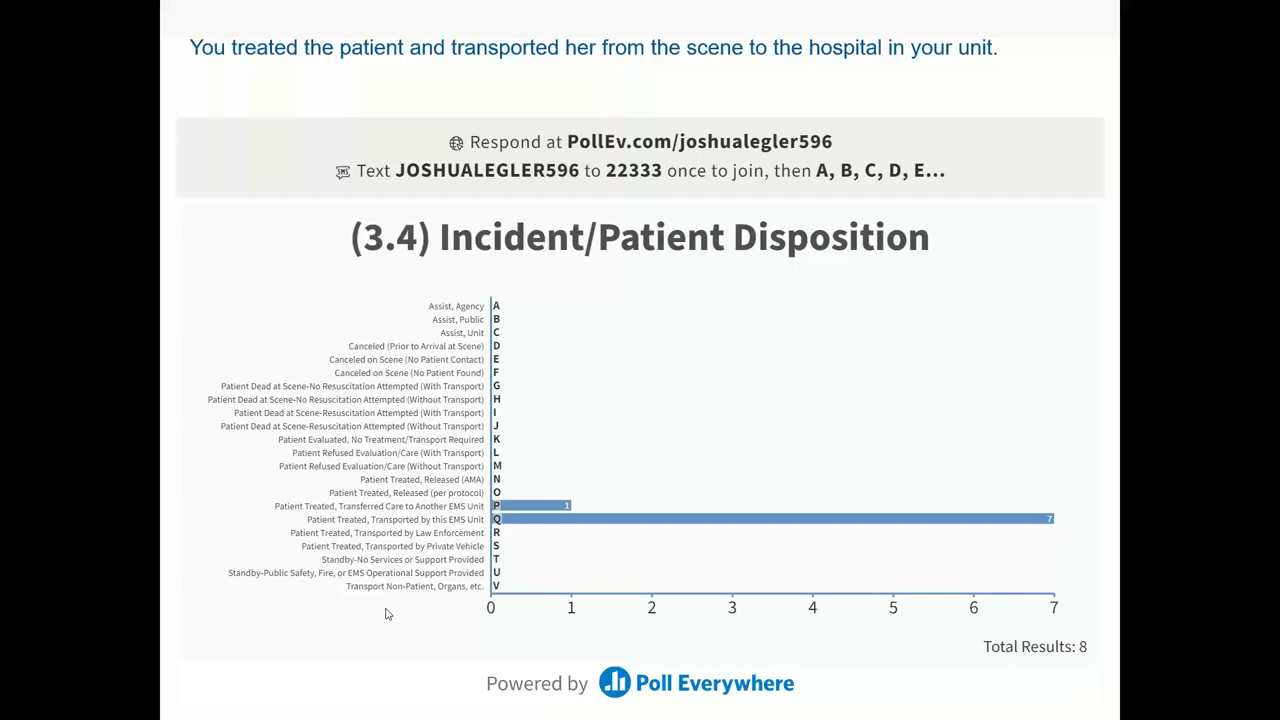 You treated the patient and transported her from the scene to the hospital in your unit.
Respond at PollEv.com/joshualegler596
SMS Text JOSHUALEGLER596 to 22333 once to join, then A, B, C, D, E...
(3.4) Incident/Patient Disposition
Assist, Agency A
Assist, Public B
Assist, Unit C
Canceled (Prior to Arrival at Scene) D
Canceled on Scene (No Patient Contact) E
Canceled on Scene (No Patient Found) F
Patient Dead at Scene-No Resuscitation Attempted (With Transport) G
Patient Dead at Scene-No Resuscitation Attempted (Without Transport) H
Patient Dead at Scene-Resuscitation Attempted (With Transport) I
Patient Dead at Scene-Resuscitation Attempted (Without Transport) J
Patient Evaluated, No Treatment/Transport Required K
Patient Refused Evaluation/Care (With Transport) L
Patient Refused Evaluation/Care (Without Transport) M
Patient Treated, Released (AMA) N
Patient Treated, Released (per protocol) O
Patient Treated, Transferred Care to Another EMS Unit P 1
Patient Treated, Transported by this EMS Unit Q 7
Patient Treated, Transported by Law Enforcement R
Patient Treated, Transported by Private Vehicle S
Standby-No Services or Support Provided T
Standby-Public Safety, Fire, or EMS Operational Support Provided U
Transport Non-Patient, Organs, etc. V
0 1 2 3 4 5 6 7
Total Results: 8
Powered by Poll Everywhere